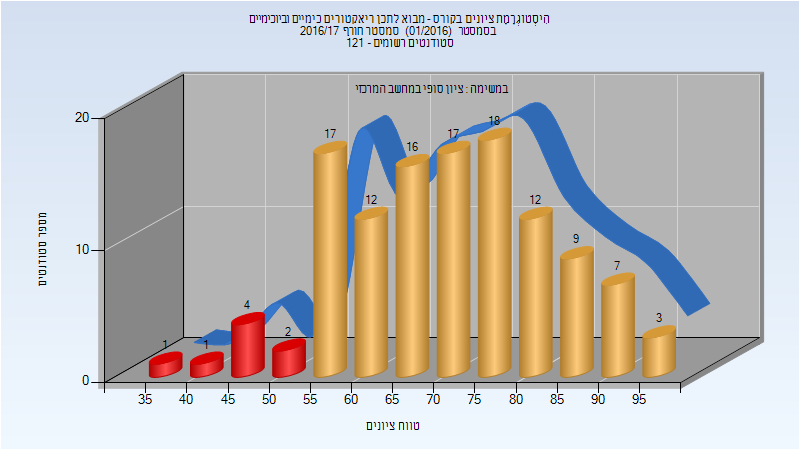 הִיסְטוֹגְרָמַת ציונים בקורס - מבוא לתכן ריאקטורים כימיים וביוכימיים
בסמסטר (01/2016) סמסטר חורף 2016/17
סטודנטים רשומים - 121
במשימה : ציון סופי במחשב המרכזי
מספר סטודנטים
20
10
0
1
1
4
2
17
12
16
17
18
12
9
7
3
35 40 45 50 55 60 65 70 75 80 85 90 95
טווח ציונים